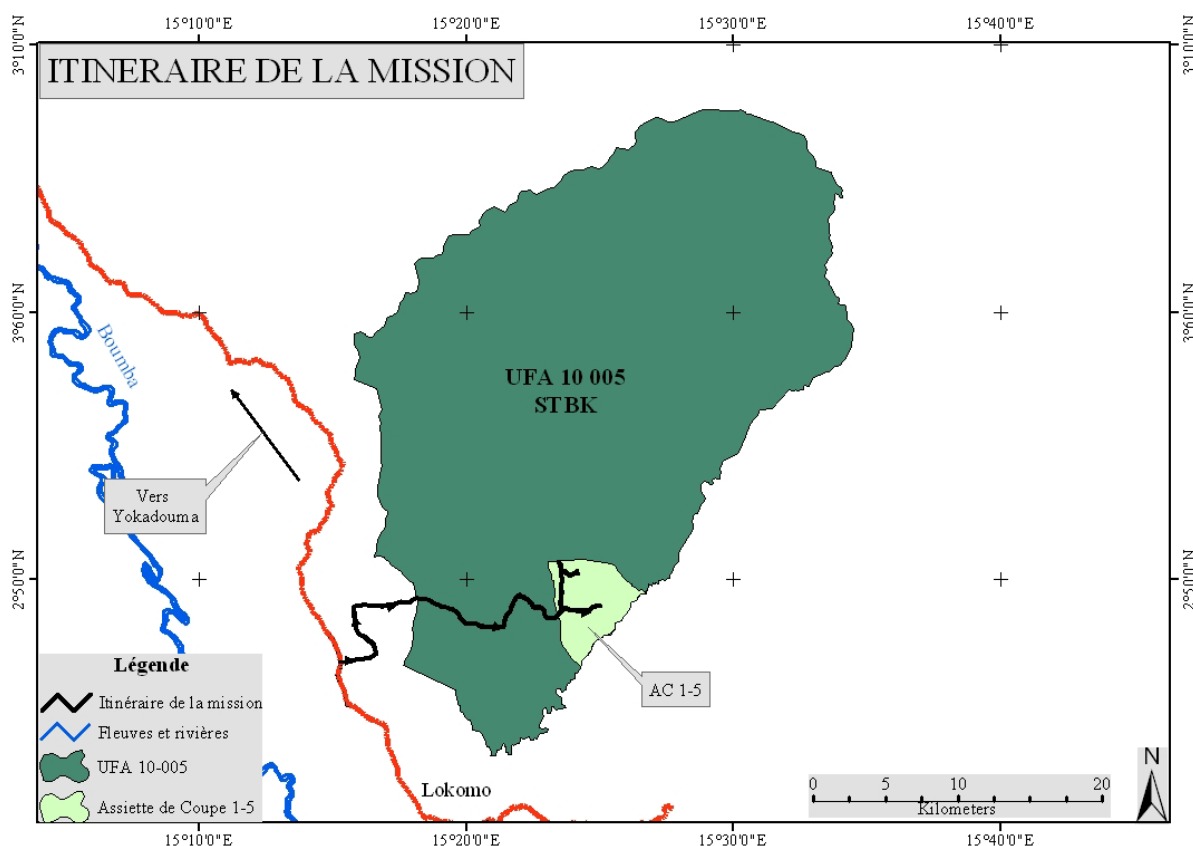 15°10'0"E 15°20'0"E 15°30'0"E 15°40'0"E
3°10'0"N 3°10'0"N
ITINERAIRE DE LA MISSION
3°60'0"N 3°60'0"N
Boumba
UFA 10 005
STBK
Vers
Yokadouma
2°50'0"N 2°50'0"N
AC 1-5
Légende
Itinéraire de la mission
Fleuves et rivières
UFA 10-005
Assiette de Coupe 1-5
Lokomo
N
0 5 10 15 20
Kilometers
15°10'0"E 15°20'0"E 15°30'0"E 15°40'0"E